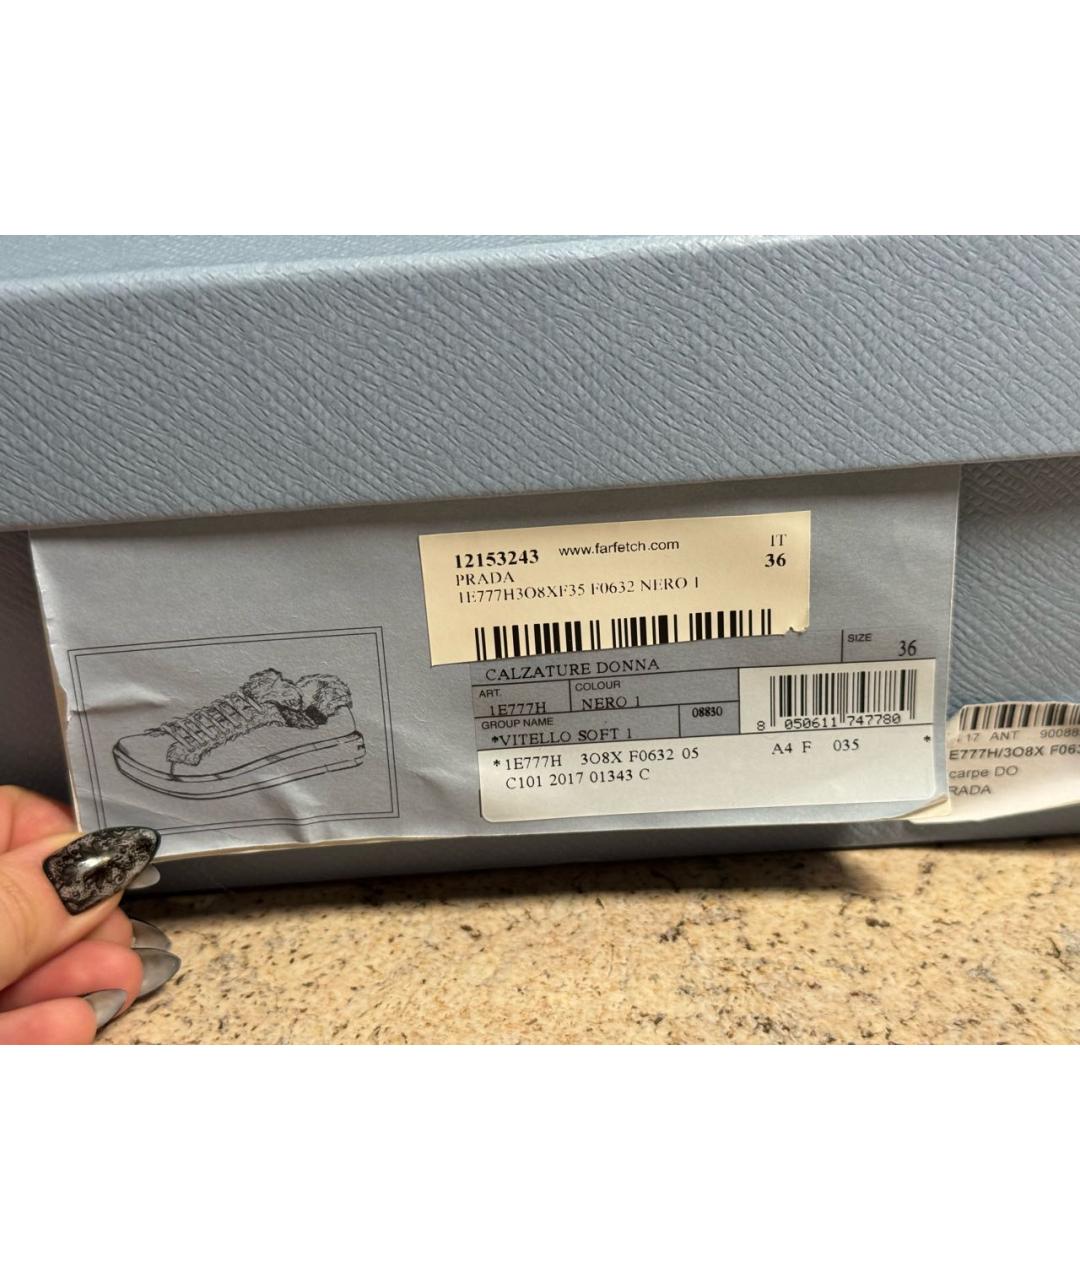 12153243 www.farfetch.com IT
PRADA 36
1E777H3O8XF35 F0632 NERO 1
CALZATURE DONNA SIZE 36
ART. COLOUR
1E777H NERO 1
GROUP NAME 08830
*VITELLO SOFT 1
8 050611 747780
*1E777H 3O8X F0632 05 A4 F 035 *
C101 2017 01343 C
17 ANT 90088
E777H/3O8X F063
carpe DO
RADA